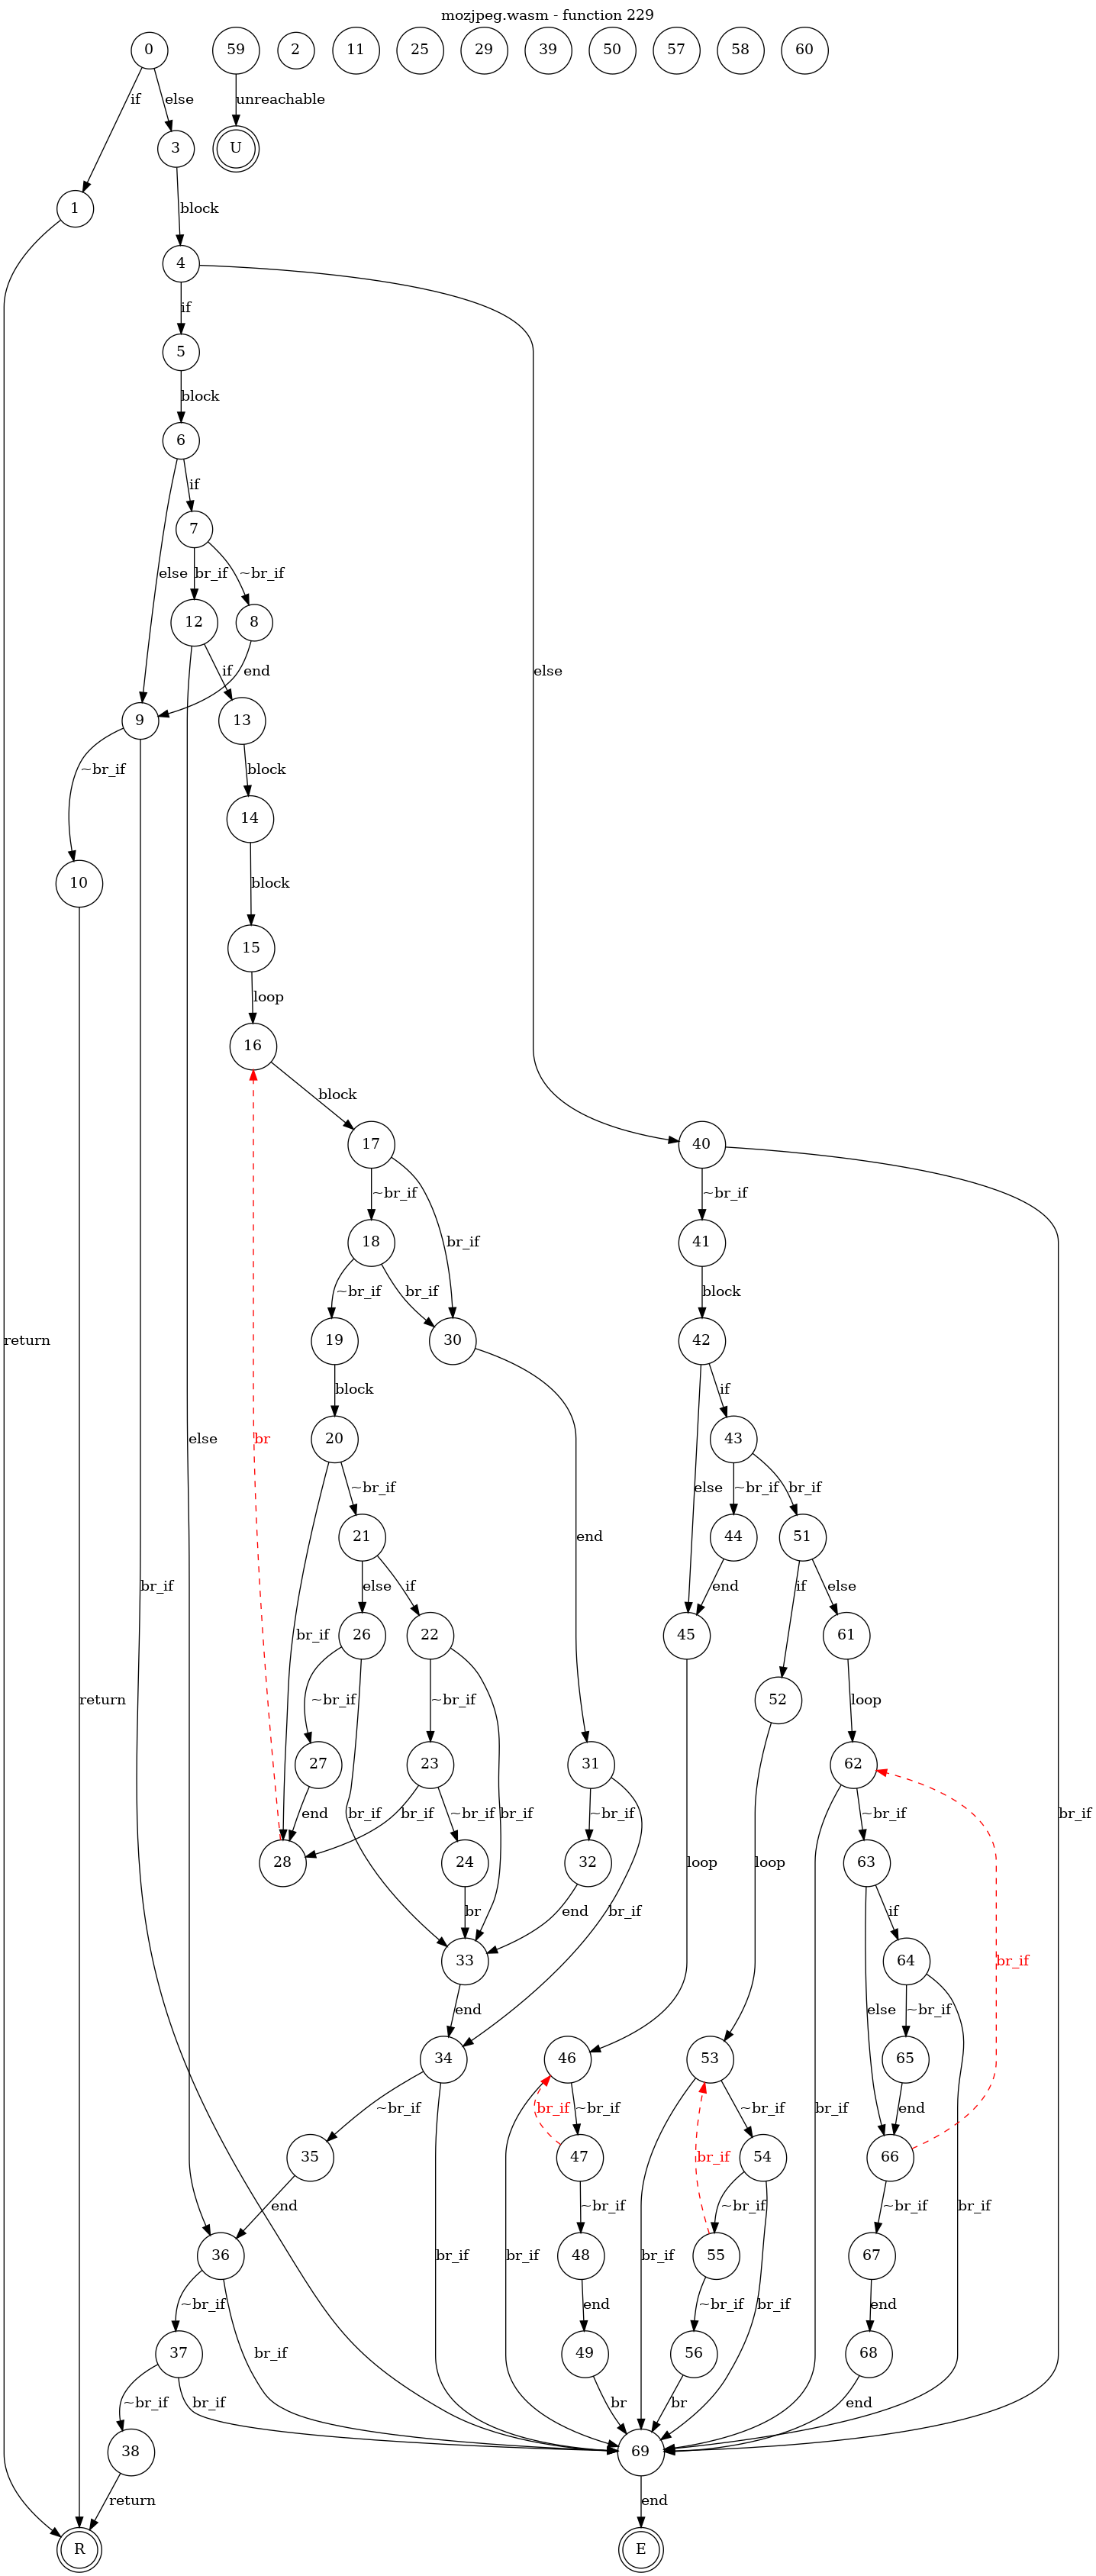 mozjpeg.wasm - function 229
0 59 2 11 25 29 39 50 57 58 60
if else unreachable
3 U
1 block
4
if
5
block
6
if
7
else br_if ~br_if
12 8
if end else
9 13
~br_if block
14
10 block
15
loop
16
block
17 40
~br_if ~br_if
18 41
br_if
~br_if br_if block
return 19 30 42
block if
else br 20 43
~br_if else ~br_if br_if
21 44 51
end
else if end if else
br_if
26 22 45 61
br_if
return ~br_if ~br_if 52 loop
27 23 31 62
end br_if br_if br_if br_if ~br_if ~br_if br_if
28 24 32 loop loop 63
br end br_if if
33 64 br_if
end else ~br_if
34 46 53 65
~br_if br_if ~br_if ~br_if br_if end
35 47 br_if 54 66
end ~br_if ~br_if br_if ~br_if
36 br_if 48 br_if br_if 55 67
~br_if br_if end ~br_if br_if end
37 49 56 68
~br_if br_if br br end
38 69
return end
R E